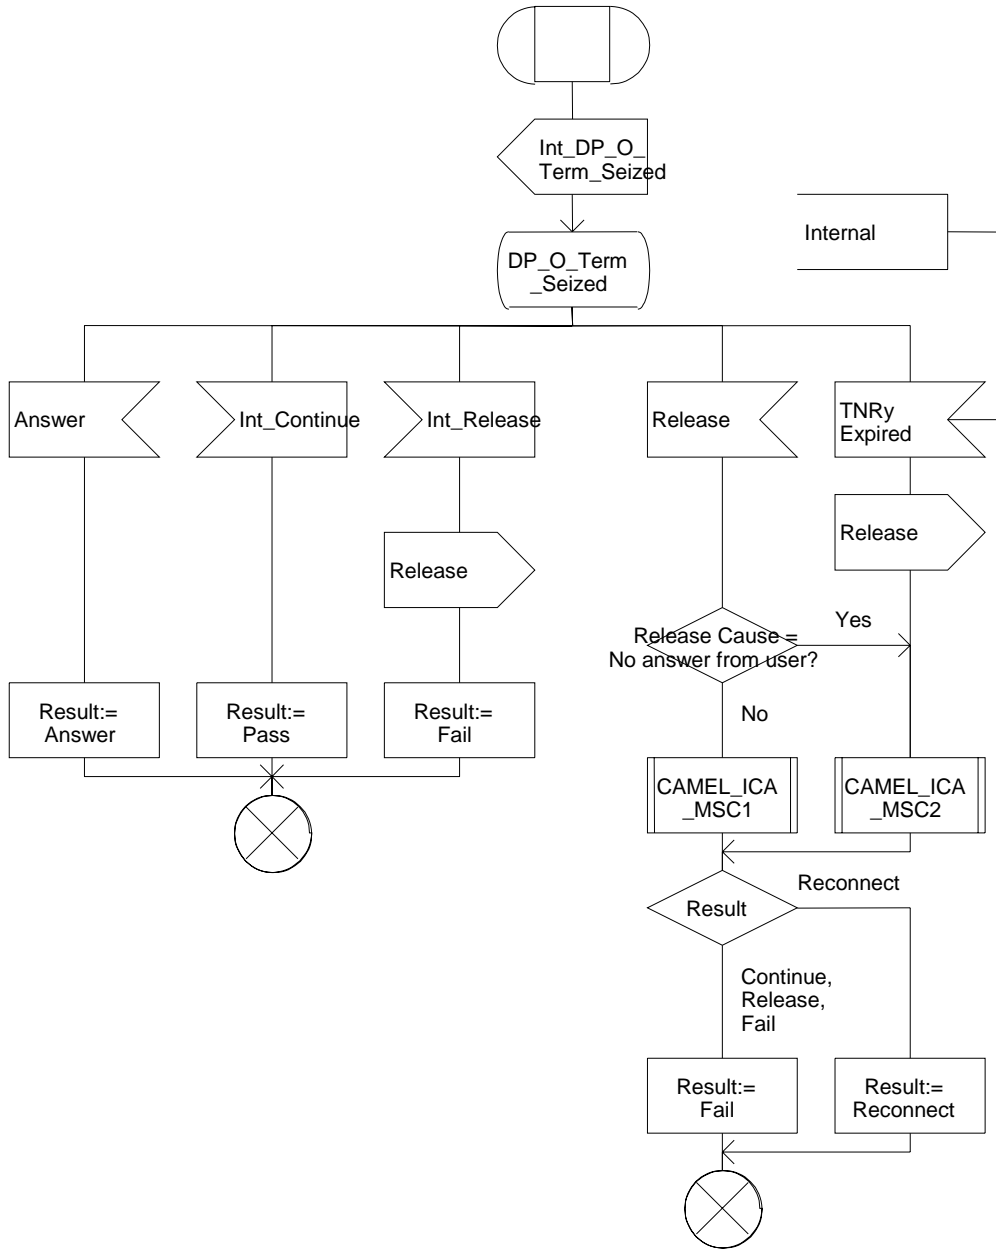 Int_DP_O_
Term_Seized
Internal
DP_O_Term
_Seized
Answer
Int_Continue
Int_Release
Release
TNRy
Expired
Release
Release
Yes
Release Cause =
No answer from user?
Result:=
Answer
Result:=
Pass
Result:=
Fail
No
CAMEL_ICA
_MSC1
CAMEL_ICA
_MSC2
Reconnect
Result
Continue,
Release,
Fail
Result:=
Fail
Result:=
Reconnect